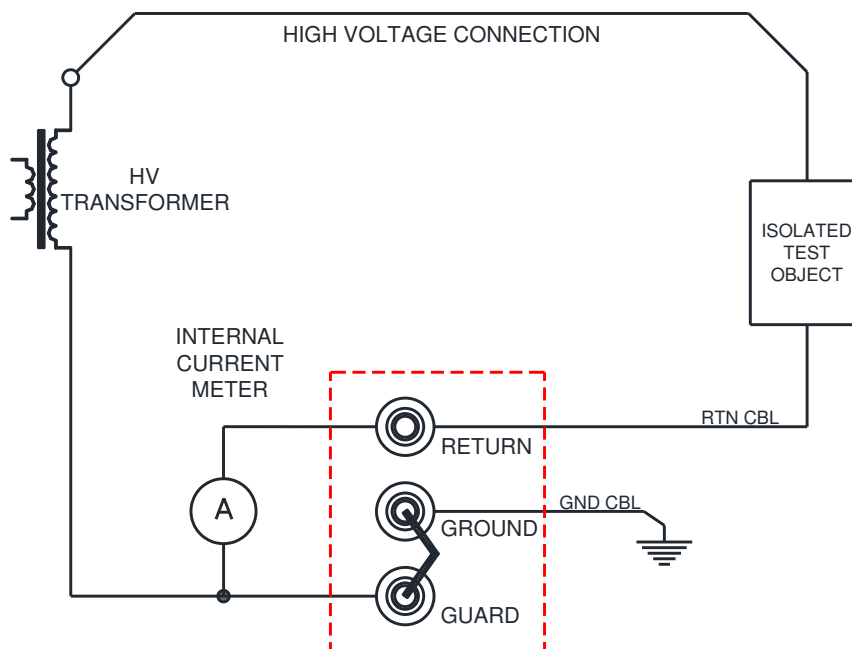 HIGH VOLTAGE CONNECTION
HV
TRANSFORMER
ISOLATED
TEST
OBJECT
INTERNAL
CURRENT
METER
RTN CBL
RETURN
A
GND CBL
GROUND
GUARD